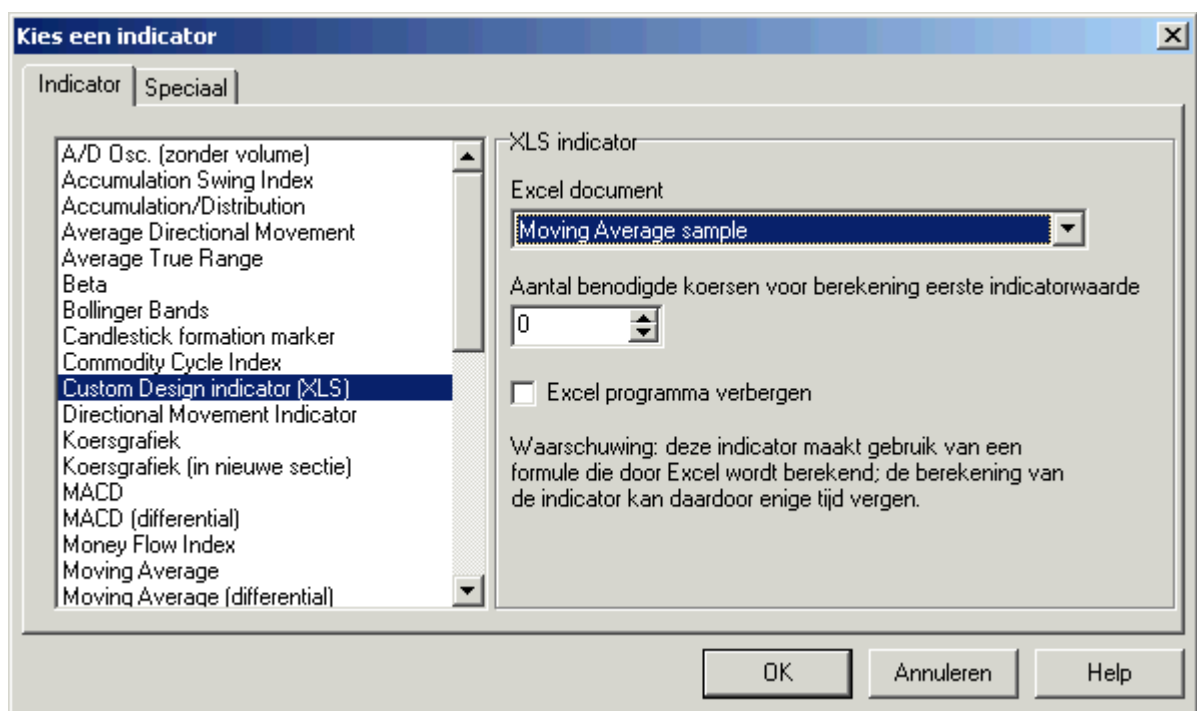 Kies een indicator
Indicator
Speciaal
A/D Osc. (zonder volume)
Accumulation Swing Index
Accumulation/Distribution
Average Directional Movement
Average True Range
Beta
Bollinger Bands
Candlestick formation marker
Commodity Cycle Index
Custom Design indicator (XLS)
Directional Movement Indicator
Koersgrafiek
Koersgrafiek (in nieuwe sectie)
MACD
MACD (differential)
Money Flow Index
Moving Average
Moving Average (differential)
XLS indicator
Excel document
Moving Average sample
Aantal benodigde koersen voor berekening eerste indicatorwaarde
0
Excel programma verbergen
Waarschuwing: deze indicator maakt gebruik van een
formule die door Excel wordt berekend; de berekening van
de indicator kan daardoor enige tijd vergen.
OK
Annuleren
Help